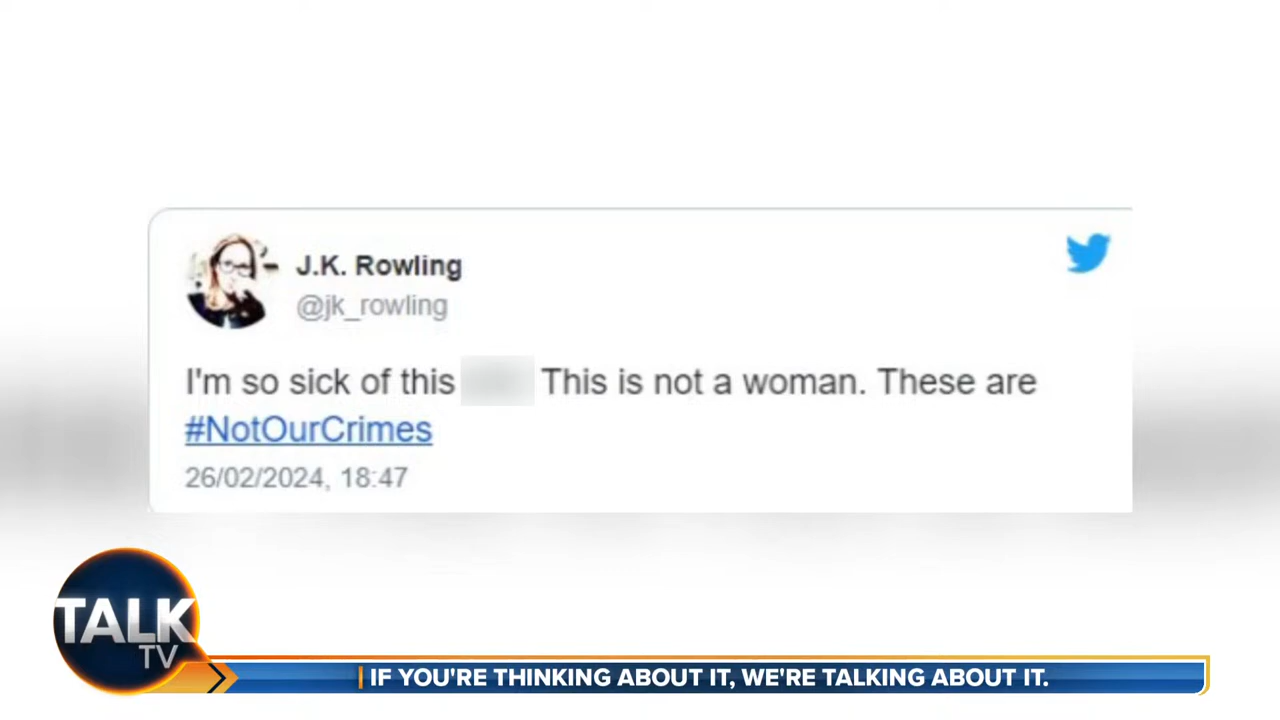 J.K. Rowling
@jk_rowling
I'm so sick of this This is not a woman. These are
#NotOurCrimes
26/02/2024, 18:47
TALK
TV
IF YOU'RE THINKING ABOUT IT, WE'RE TALKING ABOUT IT.